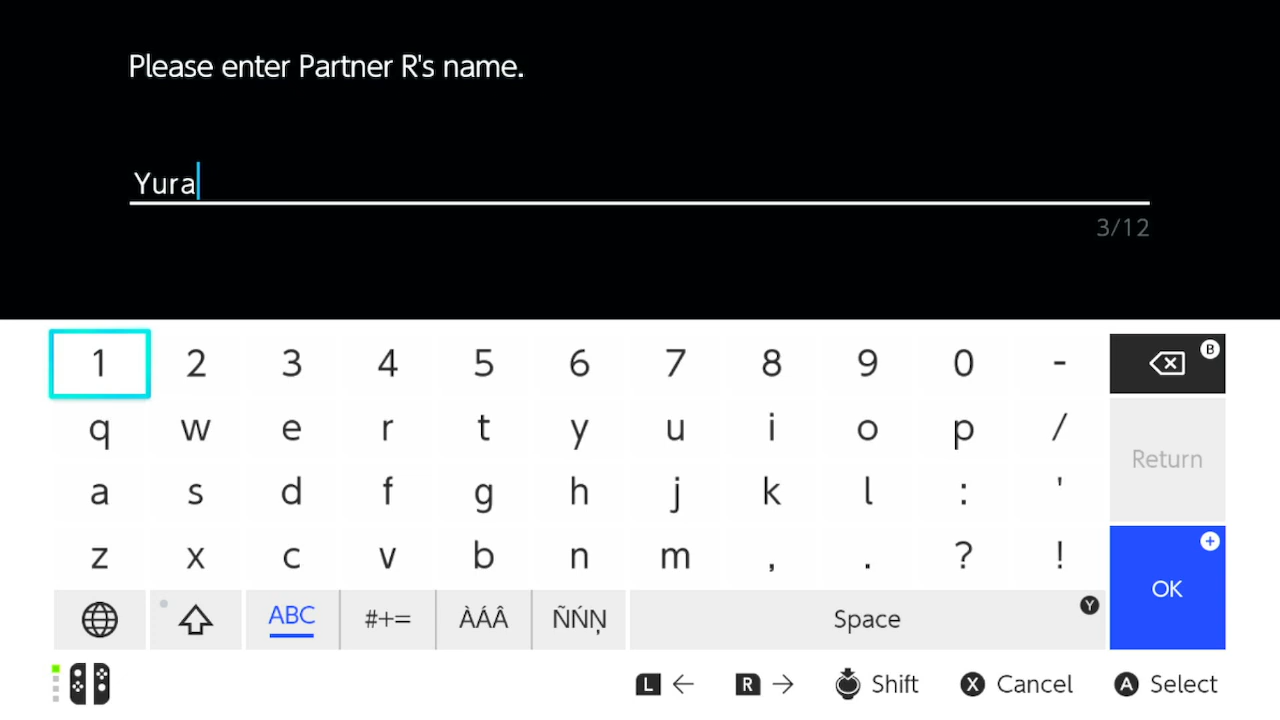 Please enter Partner R's name.
Yura
3/12
1 2 3 4 5 6 7 8 9 0 - B
q w e r t y u i o p /
Return
a s d f g h j k l : '
z x c v b n m , . ? ! +
OK
ABC #+= ÀÁÂ ÑŃŅ Space Y
L ← R → Shift X Cancel A Select